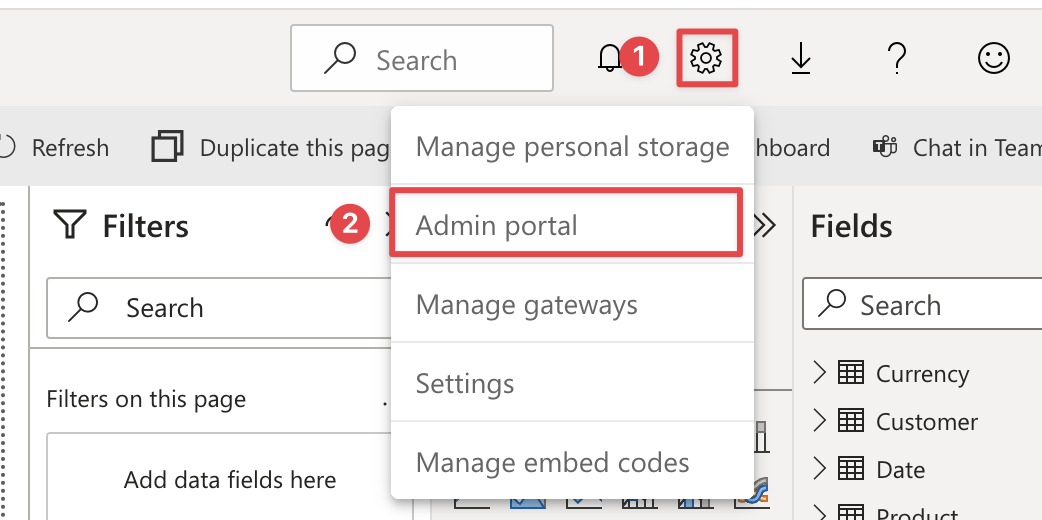 Search
1
Refresh
Duplicate this pag
hboard
Chat in Team
Manage personal storage
Filters
2
Admin portal
Fields
Search
Manage gateways
Search
Filters on this page
Settings
Currency
Customer
Add data fields here
Manage embed codes
Date
Product